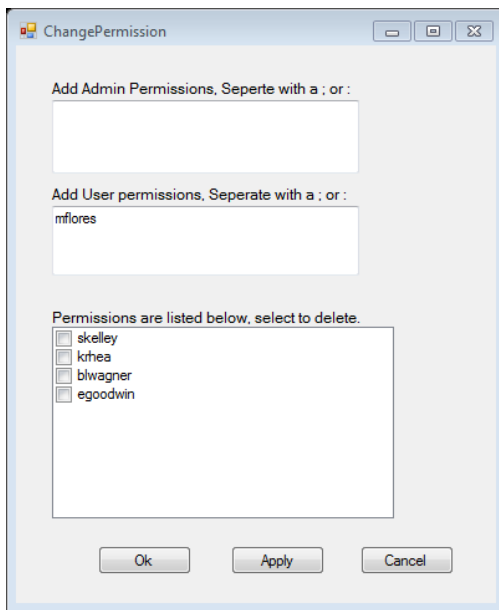 ChangePermission
Add Admin Permissions, Seperte with a ; or :
Add User permissions, Seperate with a ; or :
mflores
Permissions are listed below, select to delete.
skelley
krhea
blwagner
egoodwin
Ok Apply Cancel